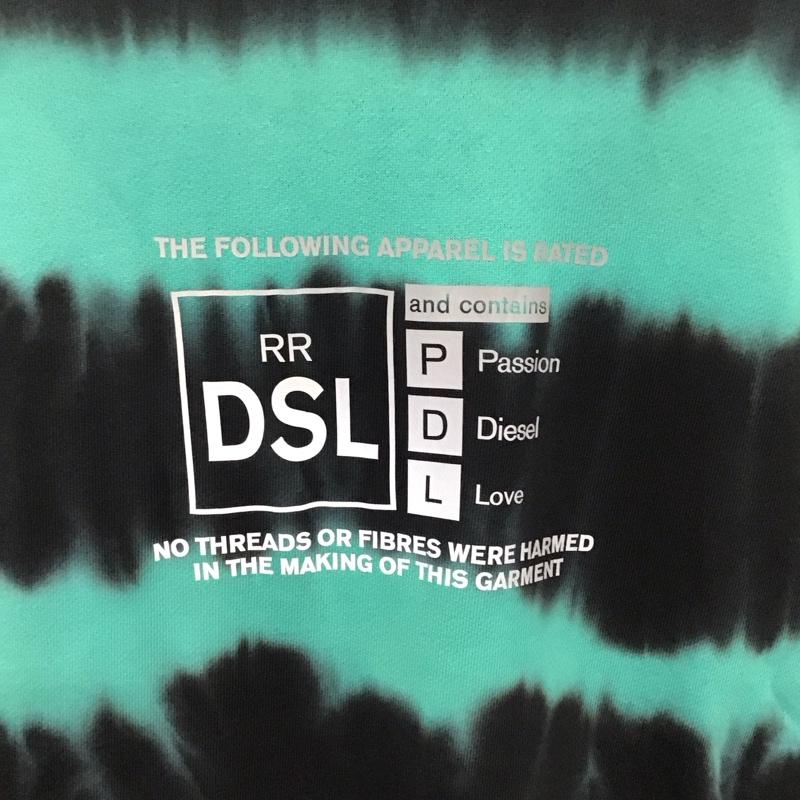 THE FOLLOWING APPAREL IS RATED
RR
DSL
and contains
P Passion
D Diesel
L Love
NO THREADS OR FIBRES WERE HARMED
IN THE MAKING OF THIS GARMENT